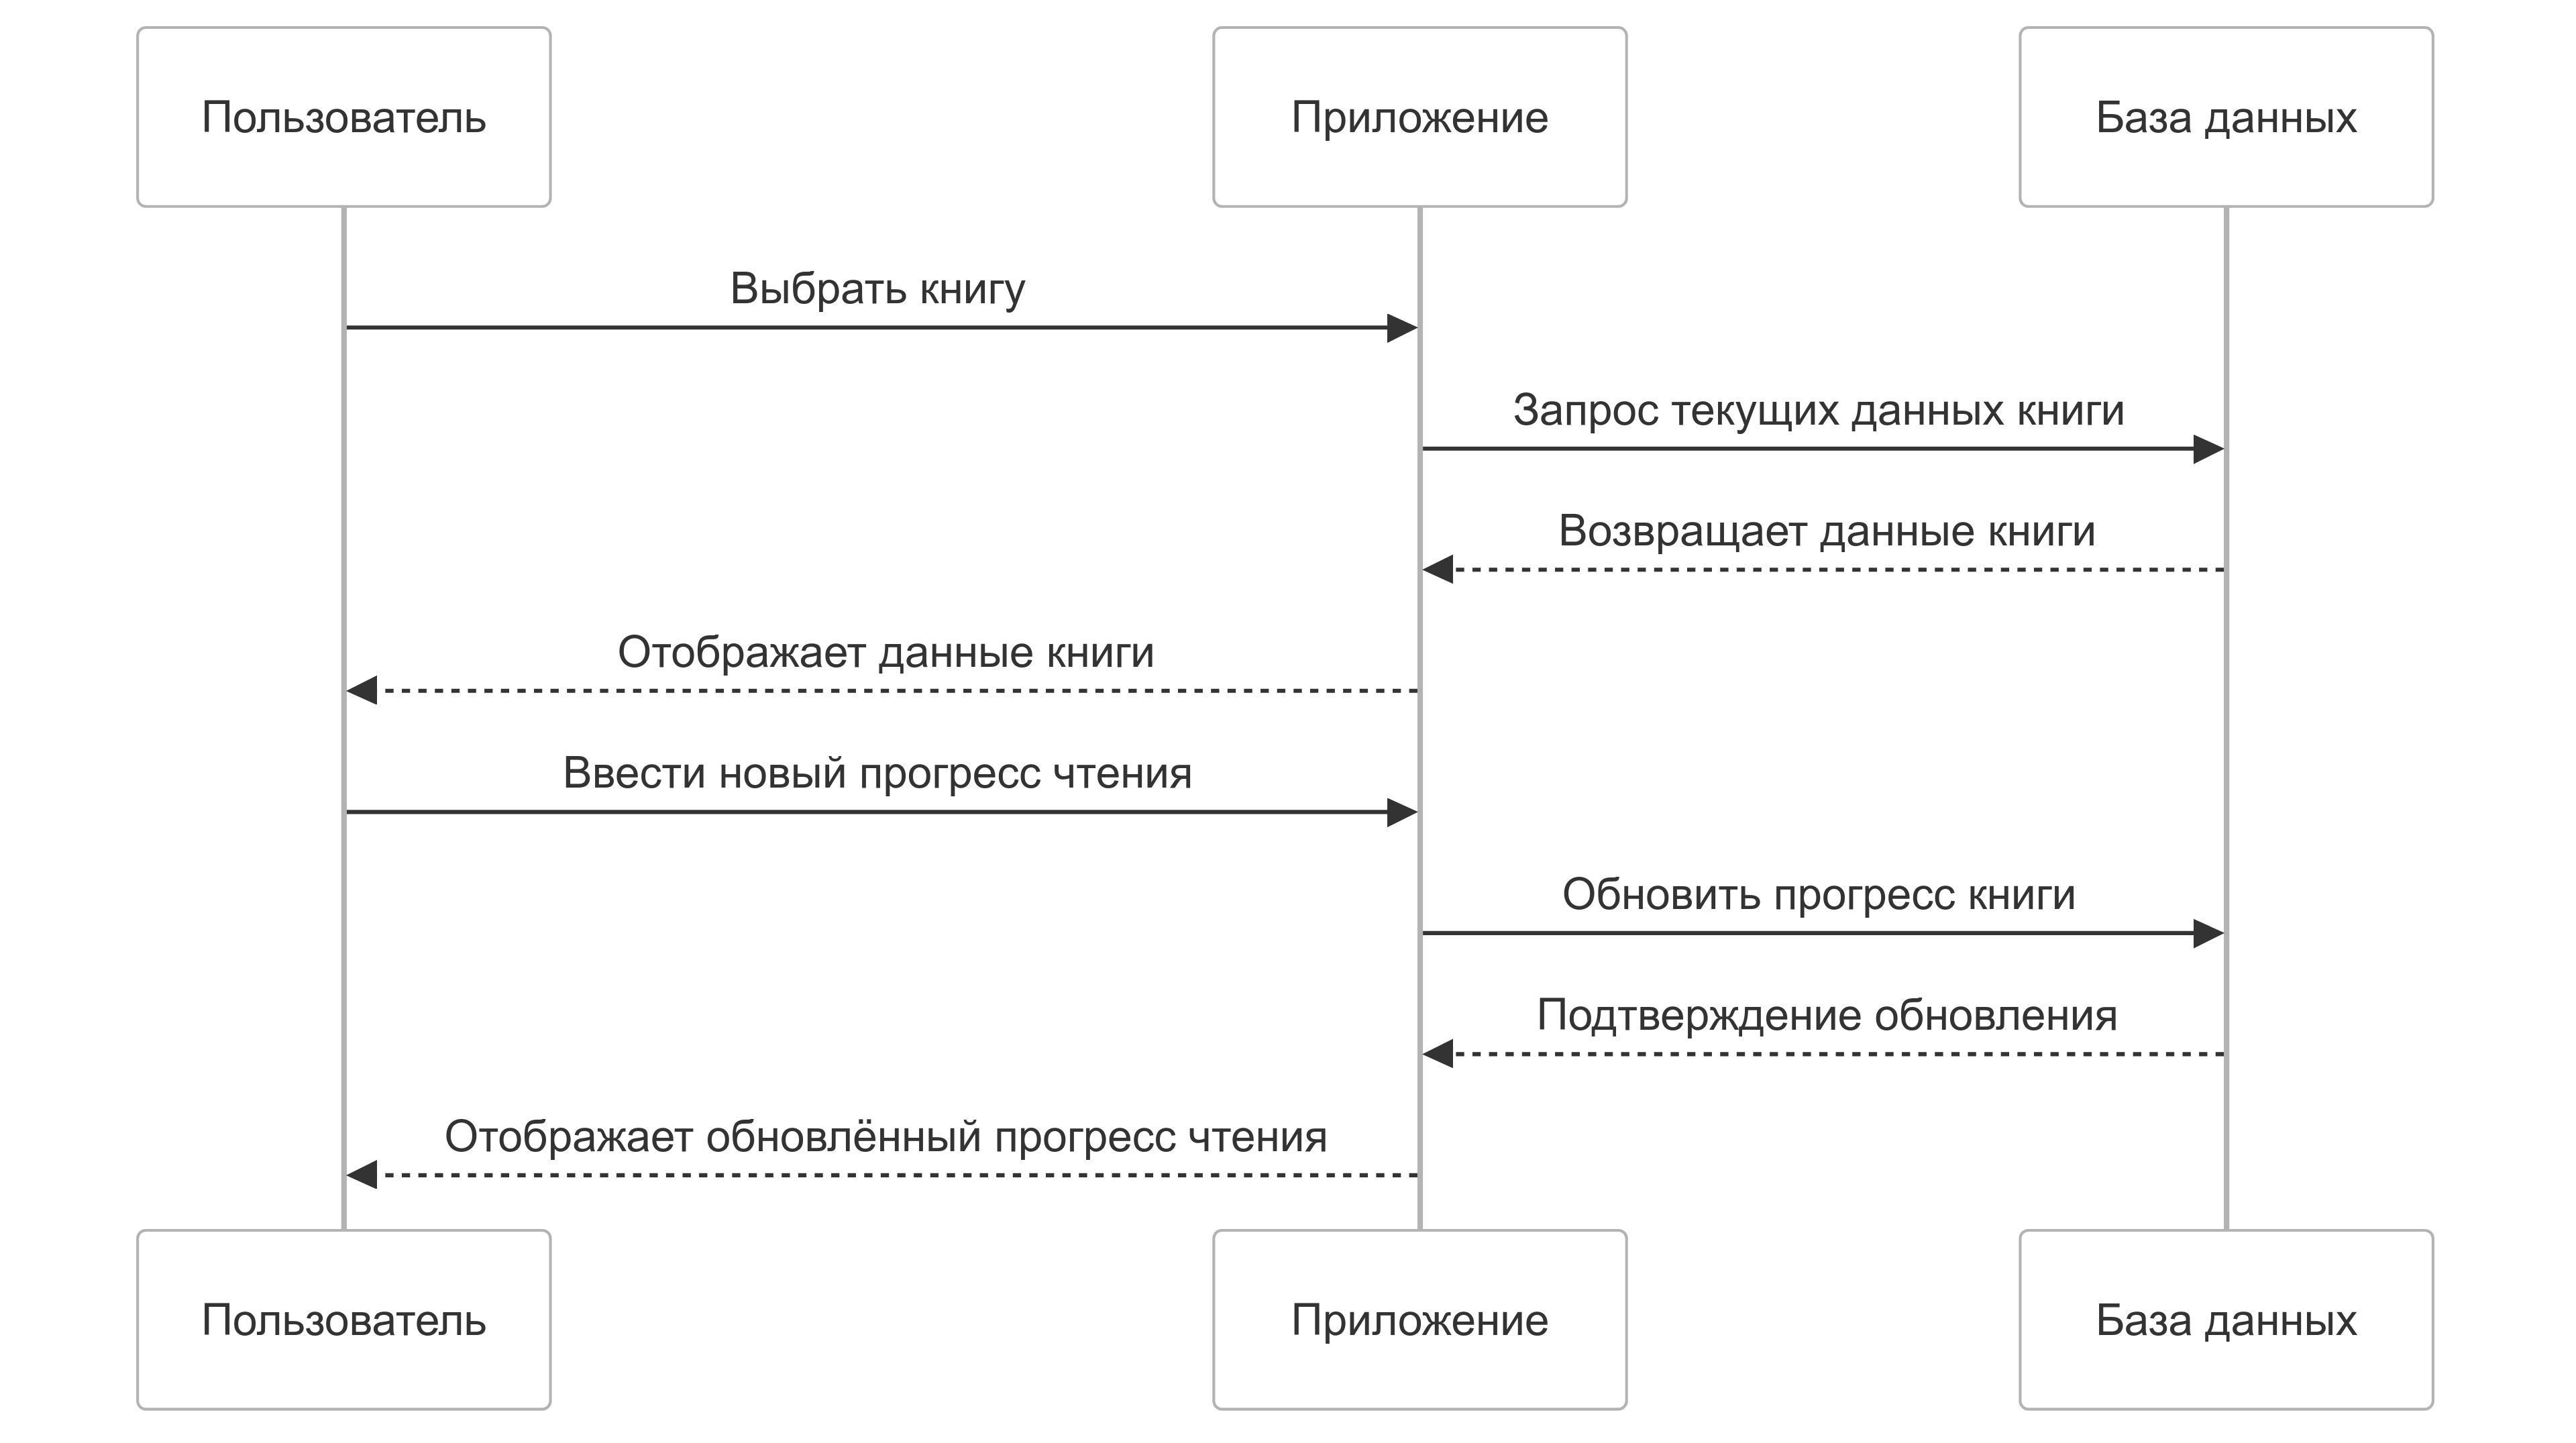 Пользователь
Приложение
База данных
Выбрать книгу
Запрос текущих данных книги
Возвращает данные книги
Отображает данные книги
Ввести новый прогресс чтения
Обновить прогресс книги
Подтверждение обновления
Отображает обновлённый прогресс чтения
Пользователь
Приложение
База данных